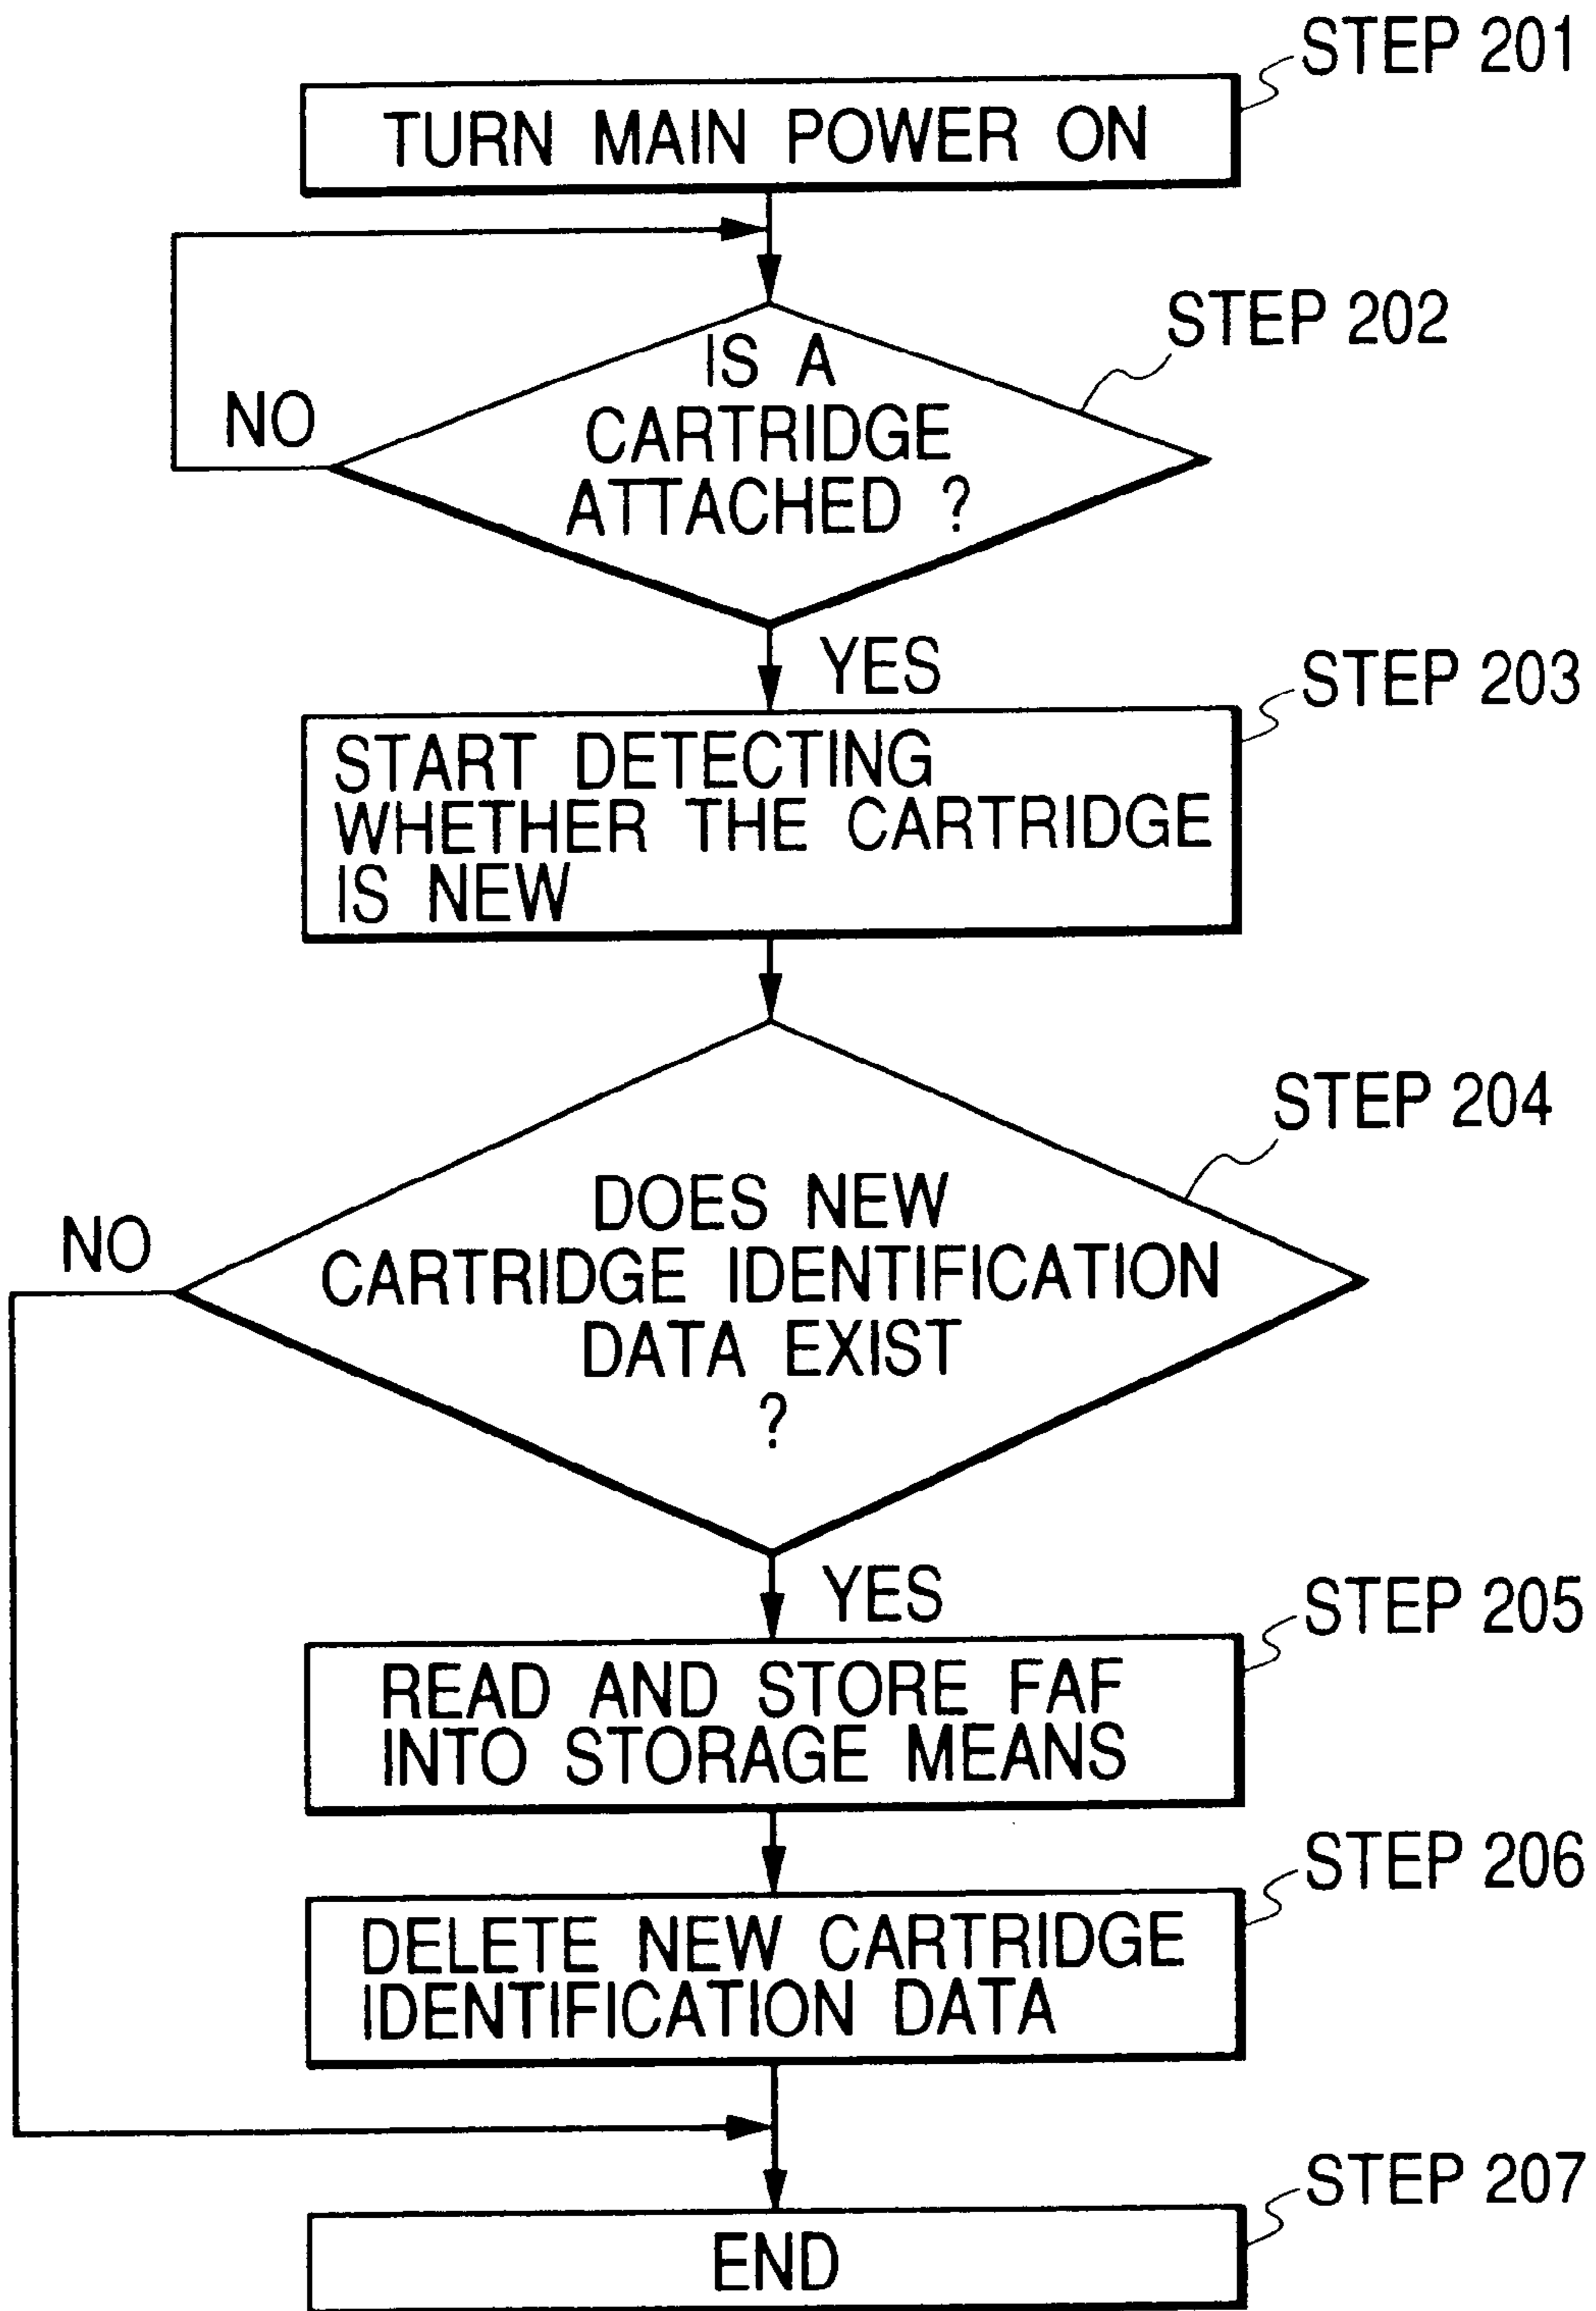 STEP 201
TURN MAIN POWER ON
STEP 202
IS A
CARTRIDGE
ATTACHED ?
NO
YES
STEP 203
START DETECTING
WHETHER THE CARTRIDGE
IS NEW
STEP 204
DOES NEW
CARTRIDGE IDENTIFICATION
DATA EXIST
?
NO
YES
STEP 205
READ AND STORE FAF
INTO STORAGE MEANS
STEP 206
DELETE NEW CARTRIDGE
IDENTIFICATION DATA
STEP 207
END